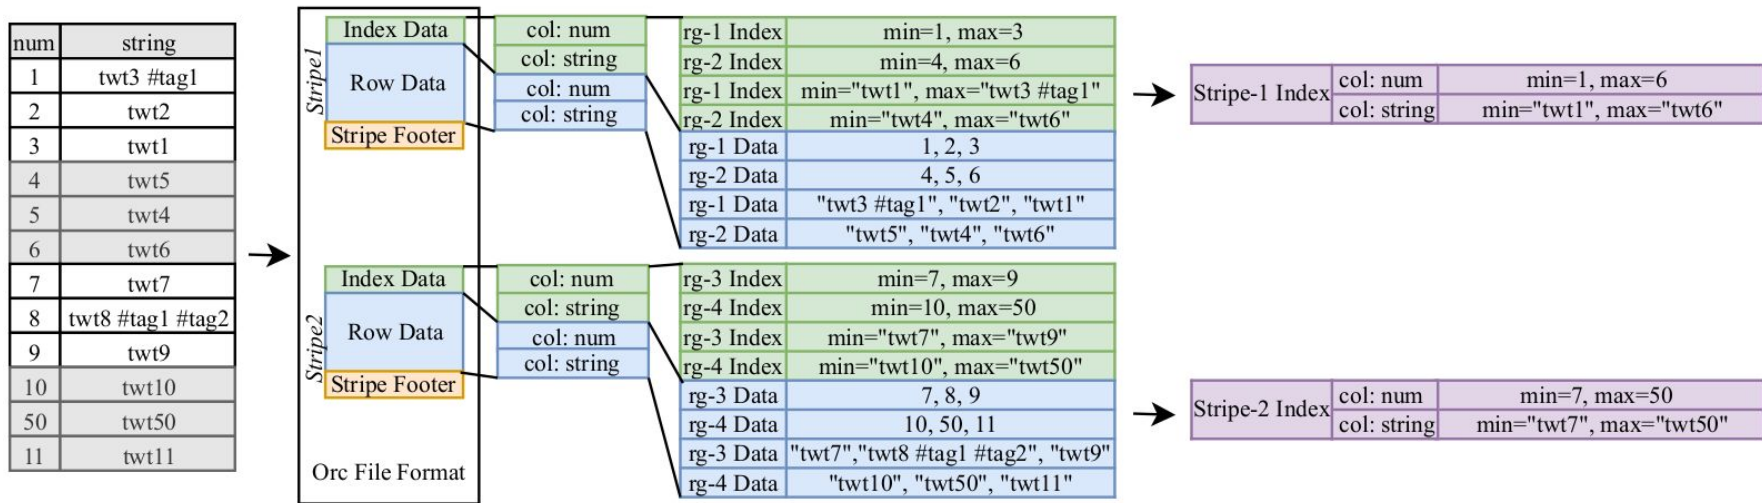 num string
1 twt3 #tag1
2 twt2
3 twt1
4 twt5
5 twt4
6 twt6
7 twt7
8 twt8 #tag1 #tag2
9 twt9
10 twt10
50 twt50
11 twt11
Stripe1
Index Data
Row Data
Stripe Footer
Stripe2
Index Data
Row Data
Stripe Footer
Orc File Format
col: num
col: string
col: num
col: string
col: num
col: string
col: num
col: string
rg-1 Index min=1, max=3
rg-2 Index min=4, max=6
rg-1 Index min="twt1", max="twt3 #tag1"
rg-2 Index min="twt4", max="twt6"
rg-1 Data 1, 2, 3
rg-2 Data 4, 5, 6
rg-1 Data "twt3 #tag1", "twt2", "twt1"
rg-2 Data "twt5", "twt4", "twt6"
rg-3 Index min=7, max=9
rg-4 Index min=10, max=50
rg-3 Index min="twt7", max="twt9"
rg-4 Index min="twt10", max="twt50"
rg-3 Data 7, 8, 9
rg-4 Data 10, 50, 11
rg-3 Data "twt7","twt8 #tag1 #tag2", "twt9"
rg-4 Data "twt10", "twt50", "twt11"
Stripe-1 Index
col: num min=1, max=6
col: string min="twt1", max="twt6"
Stripe-2 Index
col: num min=7, max=50
col: string min="twt7", max="twt50"